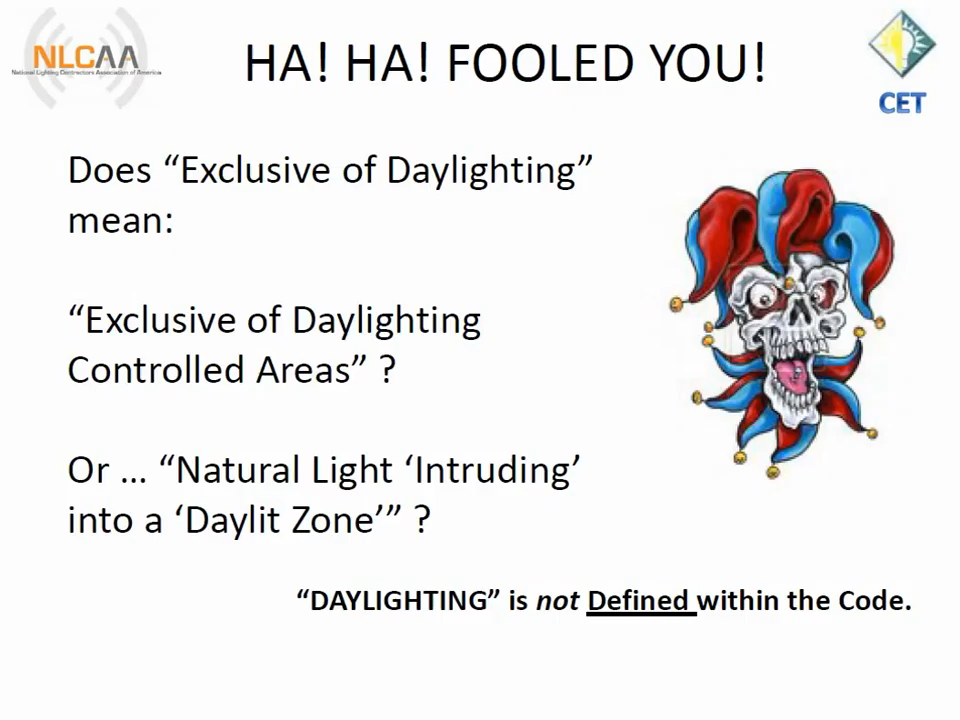 NLCAA
National Lighting Contractors Association of America
HA! HA! FOOLED YOU!
CET
Does “Exclusive of Daylighting”
mean:
“Exclusive of Daylighting
Controlled Areas” ?
Or … “Natural Light ‘Intruding’
into a ‘Daylit Zone’” ?
“DAYLIGHTING” is not Defined within the Code.